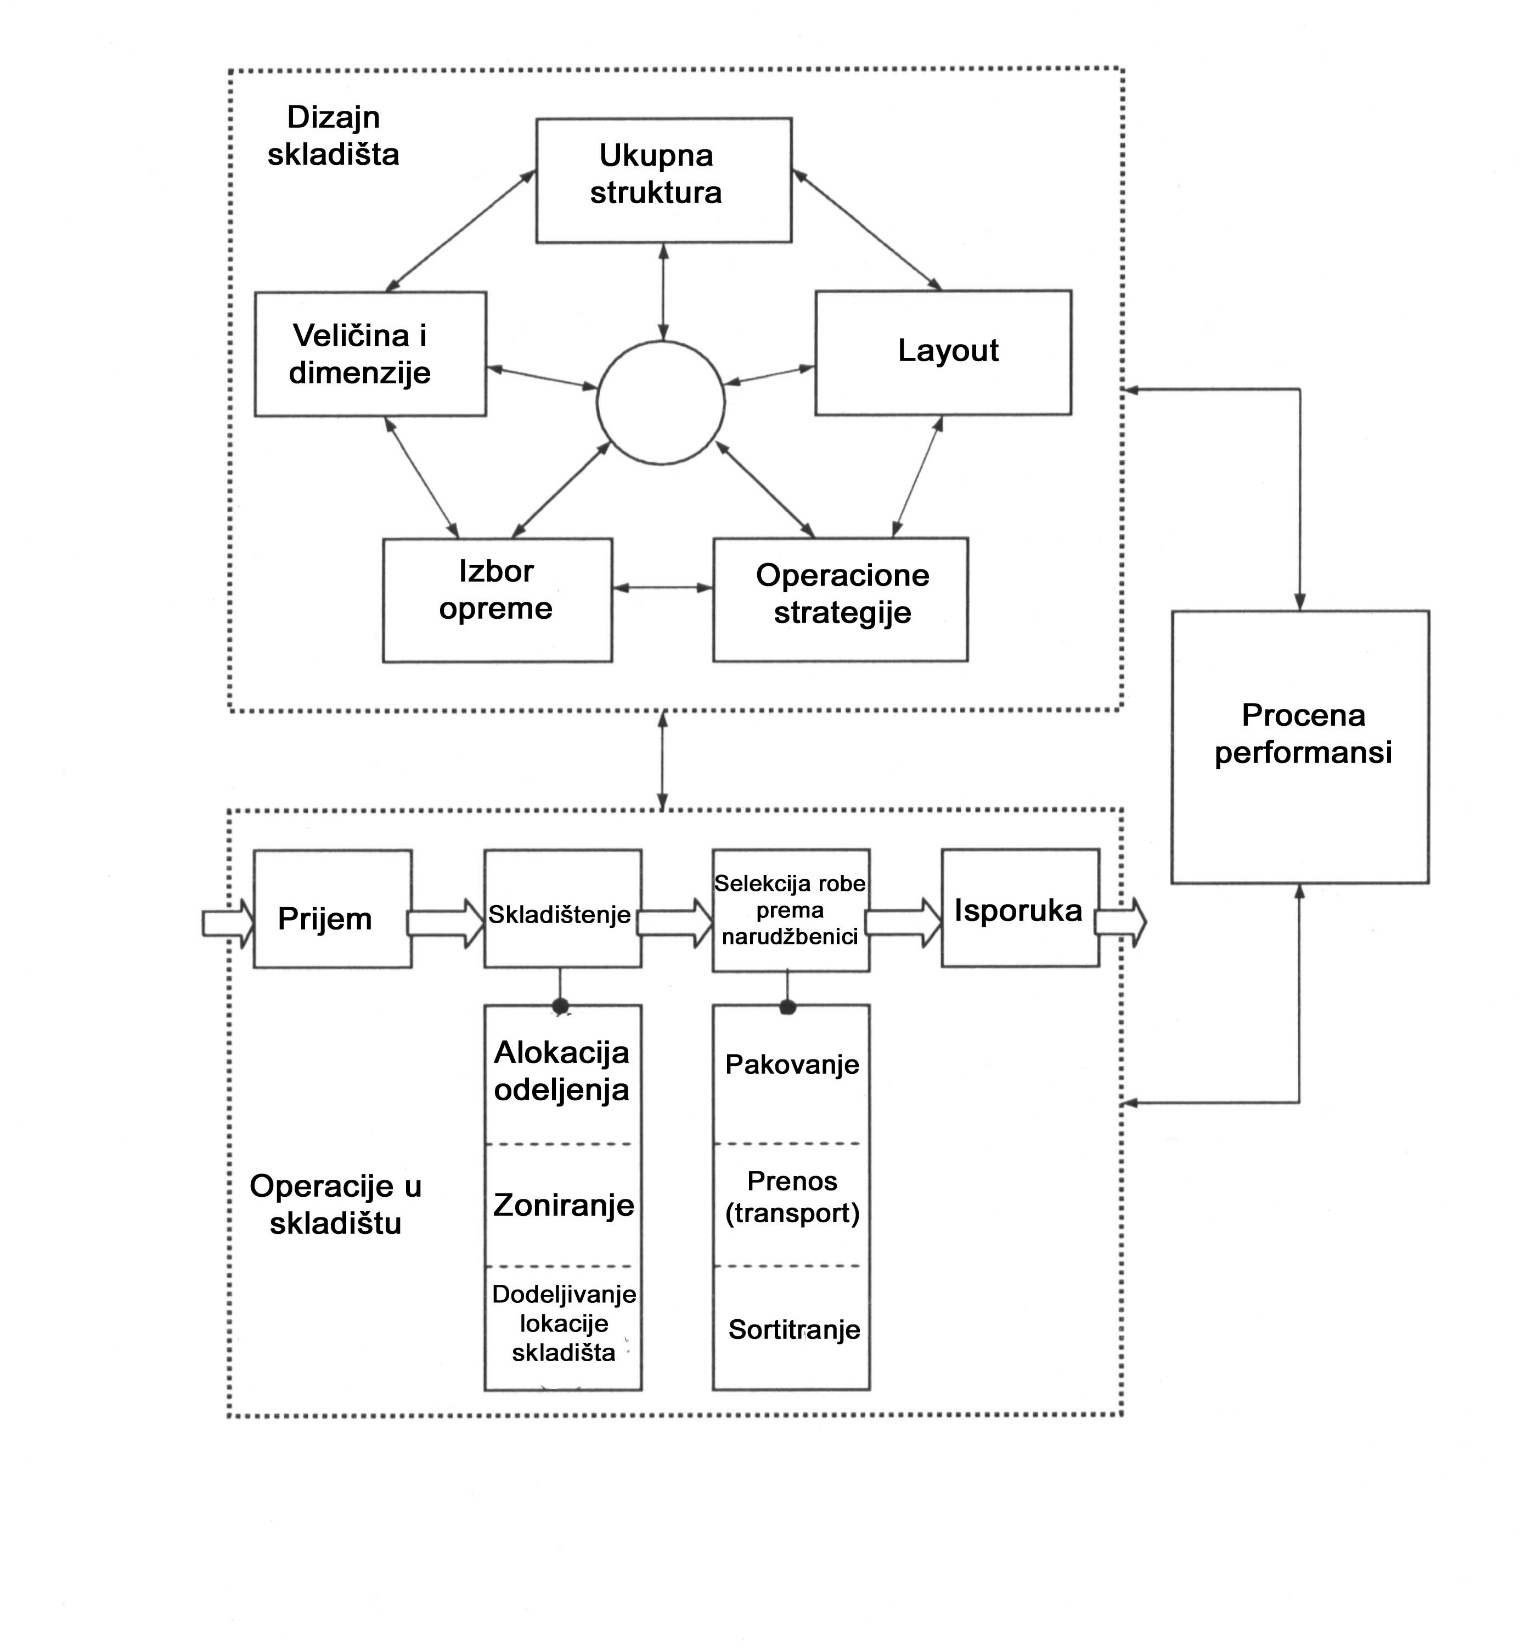 Dizajn
skladišta
Ukupna
struktura
Veličina i
dimenzije
Layout
Izbor
opreme
Operacione
strategije
Procena
performansi
Prijem
Skladištenje
Selekcija robe
prema
narudžbenici
Isporuka
Alokacija
odeljenja
Zoniranje
Dodeljivanje
lokacije
skladišta
Pakovanje
Prenos
(transport)
Sortitranje
Operacije u
skladištu